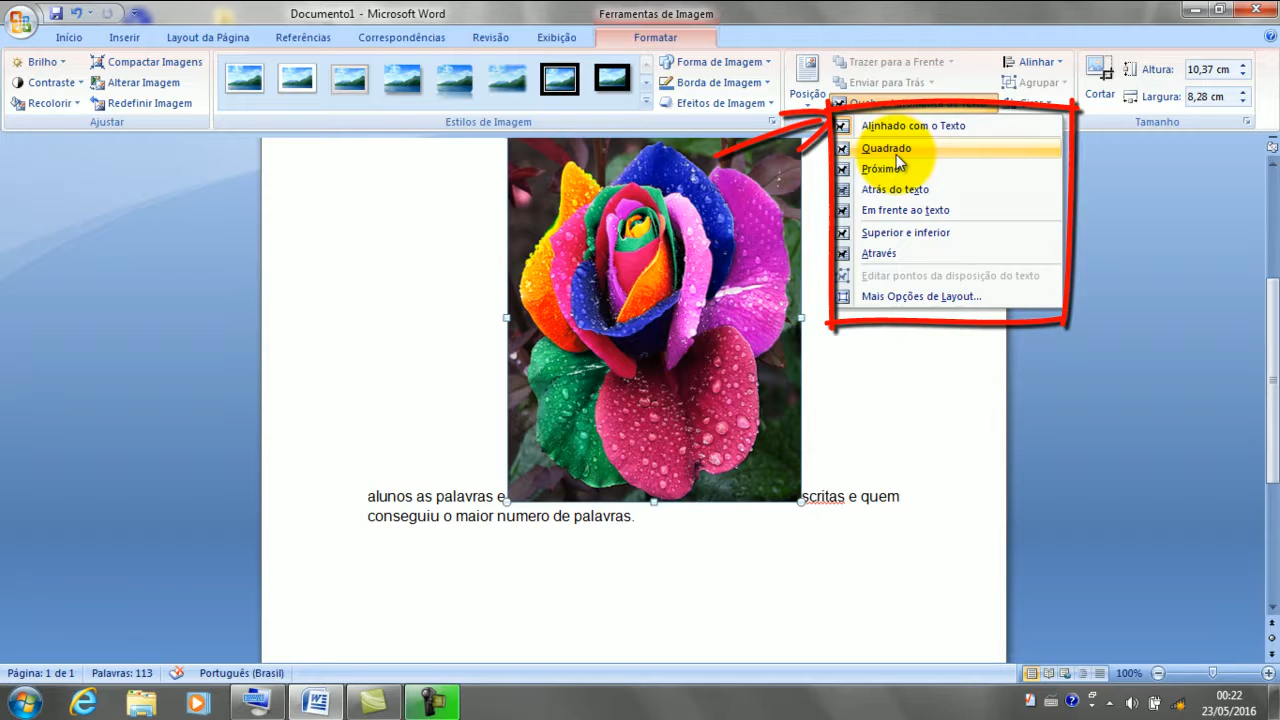 Documento1 - Microsoft Word
Ferramentas de Imagem
Início Inserir Layout da Página Referências Correspondências Revisão Exibição Formatar
Brilho
Contraste
Recolorir
Compactar Imagens
Alterar Imagem
Redefinir Imagem
Ajustar
Estilos de Imagem
Forma de Imagem
Borda de Imagem
Efeitos de Imagem
Posição
Trazer para a Frente
Enviar para Trás
Alinhar
Agrupar
Cortar
Altura: 10,37 cm
Largura: 8,28 cm
Tamanho
Alinhado com o Texto
Quadrado
Próximo
Atrás do texto
Em frente ao texto
Superior e inferior
Através
Editar pontos da disposição do texto
Mais Opções de Layout...
alunos as palavras e scritas e quem
conseguiu o maior numero de palavras.
Página: 1 de 1 Palavras: 113 Português (Brasil) 100%
00:22
23/05/2016